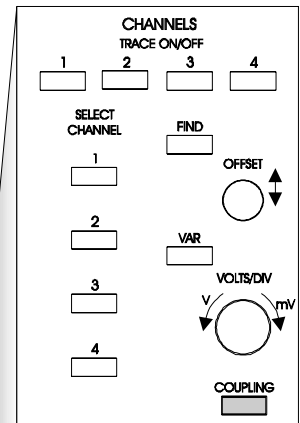 CHANNELS
TRACE ON/OFF
1 2 3 4
SELECT
CHANNEL
FIND
1
OFFSET
2
VAR
VOLTS/DIV
3
V mV
4
COUPLING